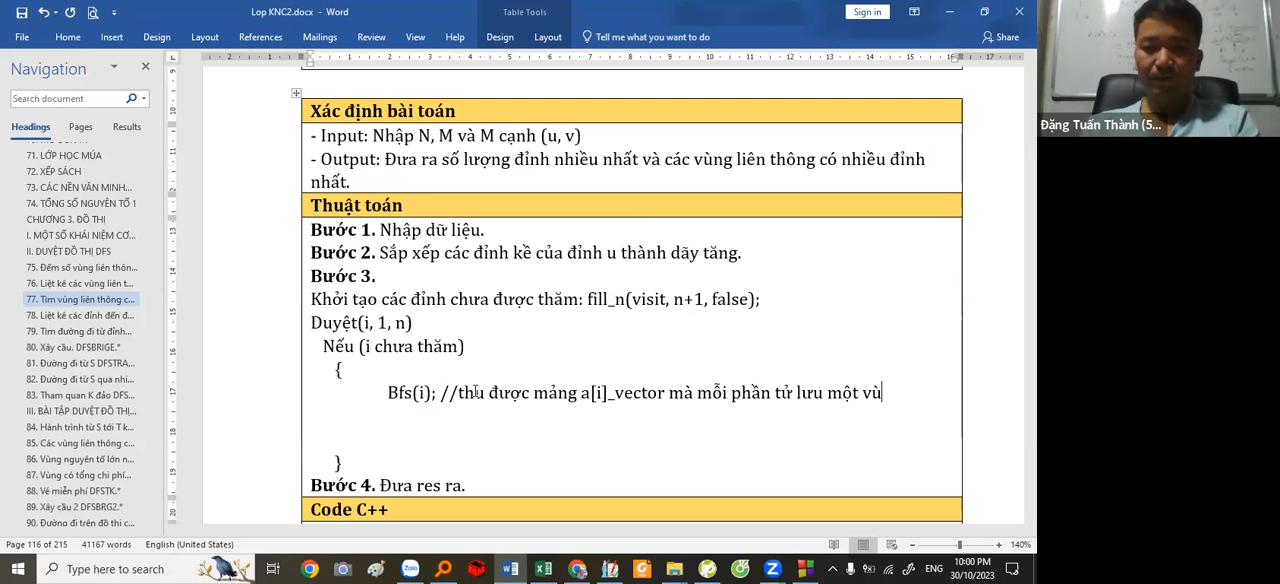 Lop KNC2.docx - Word
Table Tools
Sign in
File Home Insert Design Layout References Mailings Review View Help Design Layout Tell me what you want to do Share
Navigation
Search document
Headings Pages Results
71. LỚP HỌC MÚA
72. XẾP SÁCH
73. CÁC NỀN VĂN MINH...
74. TỔNG SỐ NGUYÊN TỐ 1
CHƯƠNG 3. ĐỒ THỊ
I. MỘT SỐ KHÁI NIỆM CƠ...
II. DUYỆT ĐỒ THỊ DFS
75. Đếm số vùng liên thôn...
76. Liệt kê các vùng liên t...
77. Tìm vùng liên thông c...
78. Liệt kê các đỉnh đến đ...
79. Tìm đường đi từ đỉnh...
80. Xây cầu. DFSBRIGE.*
81. Đường đi từ S DFSTRA...
82. Đường đi từ S qua nhi...
83. Tham quan K đảo DFS...
III. BÀI TẬP DUYỆT ĐỒ TH...
84. Hành trình từ S tới T k...
85. Các vùng liên thông c...
86. Vùng nguyên tố lớn n...
87. Vùng có tổng chi phí...
88. Vé miễn phí DFSTK.*
89. Xây cầu 2 DFSBRG2.*
90. Đường đi trên đồ thị c...
Xác định bài toán
- Input: Nhập N, M và M cạnh (u, v)
- Output: Đưa ra số lượng đỉnh nhiều nhất và các vùng liên thông có nhiều đỉnh
nhất.
Thuật toán
Bước 1. Nhập dữ liệu.
Bước 2. Sắp xếp các đỉnh kề của đỉnh u thành dãy tăng.
Bước 3.
Khởi tạo các đỉnh chưa được thăm: fill_n(visit, n+1, false);
Duyệt(i, 1, n)
Nếu (i chưa thăm)
{
Bfs(i); //thu được mảng a[i]_vector mà mỗi phần tử lưu một vù
}
Bước 4. Đưa res ra.
Code C++
Đặng Tuấn Thành (5...
Page 116 of 215 41167 words English (United States) 140%
Type here to search
ENG
10:00 PM
30/10/2023